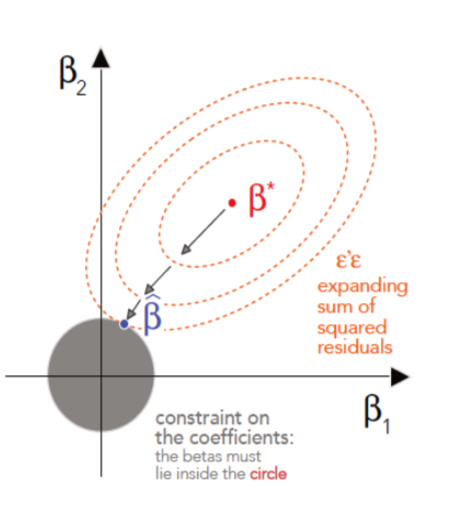 β₂
β*
ε'ε
expanding
sum of
squared
residuals
β̂
β₁
constraint on
the coefficients:
the betas must
lie inside the circle